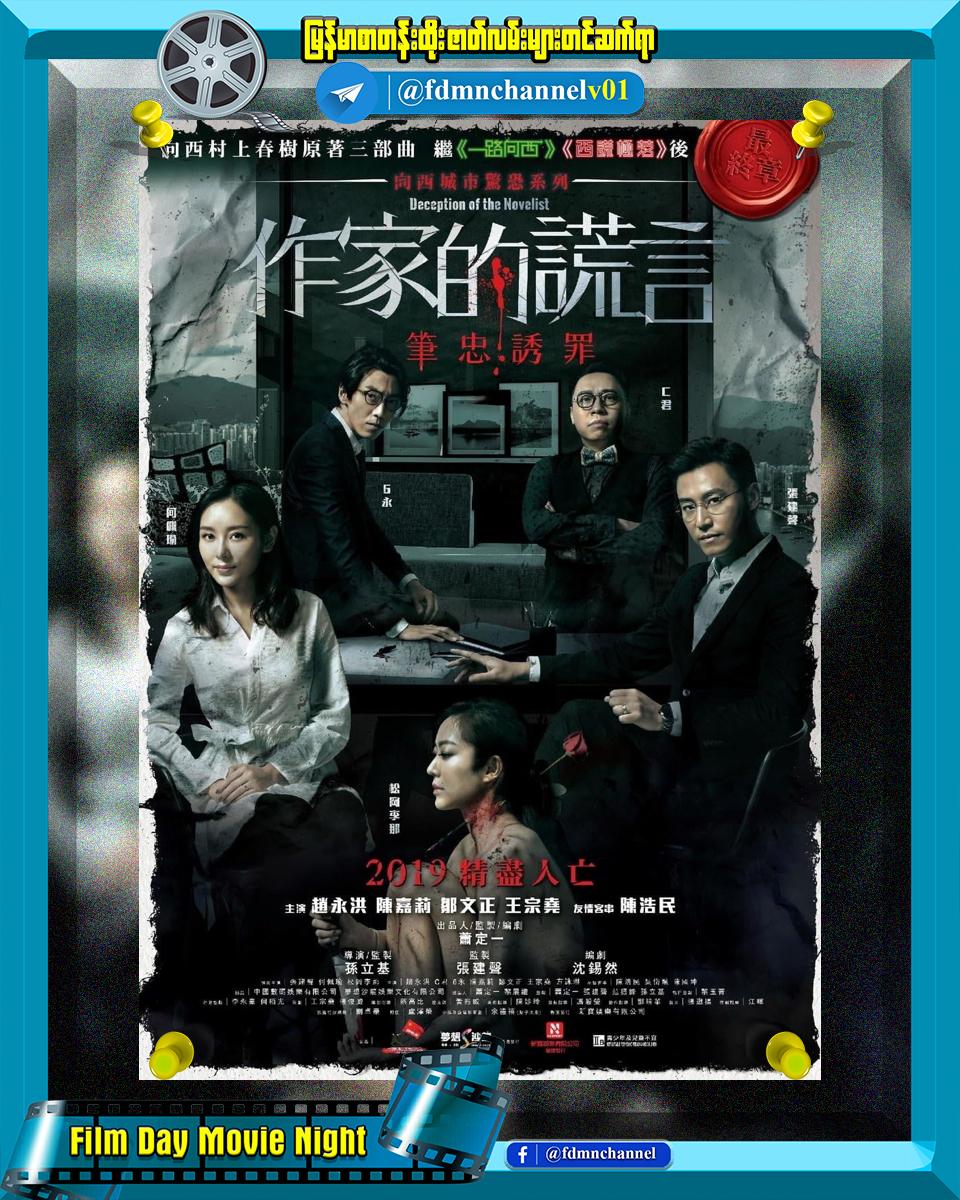 မြန်မာစာတန်းထိုးဇာတ်လမ်းများတင်ဆက်ရာ
@fdmnchannelv01
向西村上春樹原著三部曲 繼《一路向西》《西謊極落》後
最終章
向西城市驚恐系列
Deception of the Novelist
作家的謊言
筆忠誘罪
C君
G永
張建聲
何佩瑜
松岡李那
2019 精盡人亡
主演 趙永洪 陳嘉莉 鄒文正 王宗堯 友情客串 陳浩民
出品人/監製/編劇
蕭定一
導演/監製 監製 編劇
孫立基 張建聲 沈錫然
Film Day Movie Night
@fdmnchannel